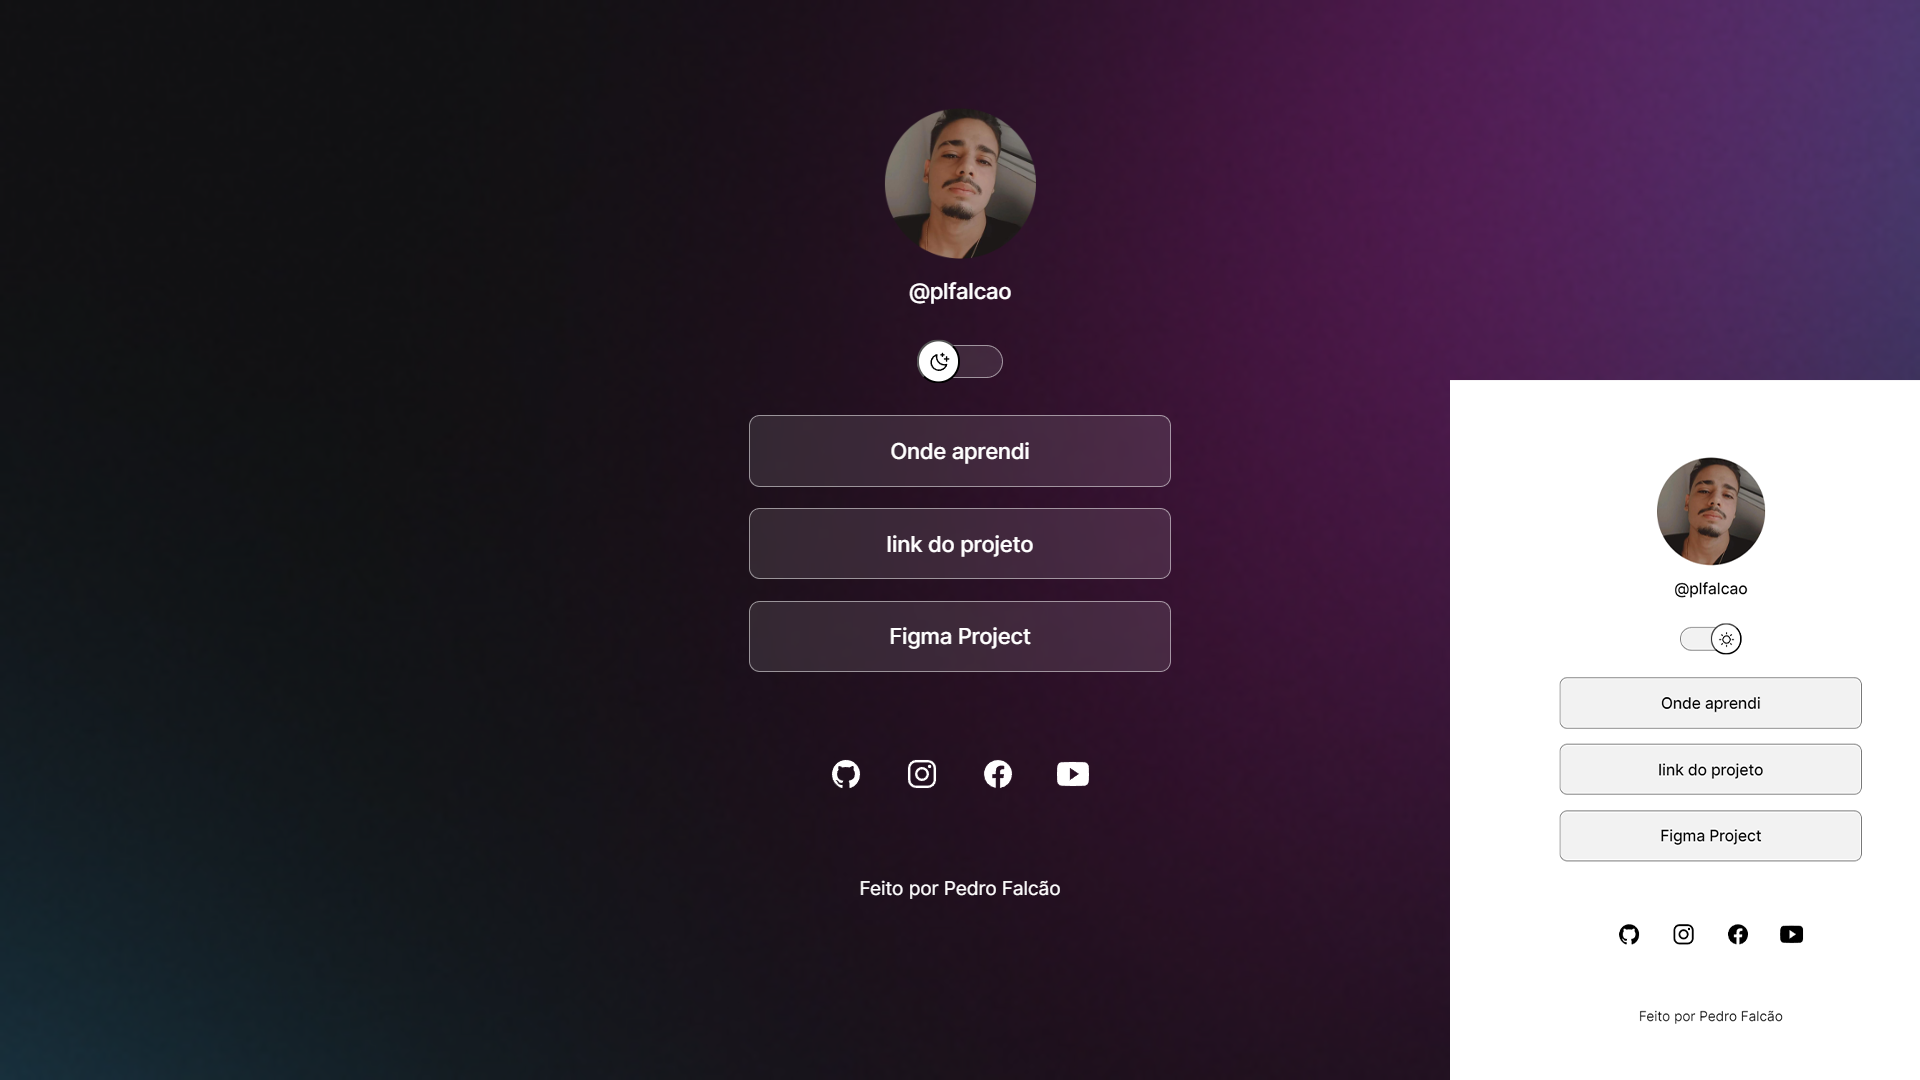 @plfalcao
Onde aprendi
link do projeto
Figma Project
Feito por Pedro Falcão
@plfalcao
Onde aprendi
link do projeto
Figma Project
Feito por Pedro Falcão